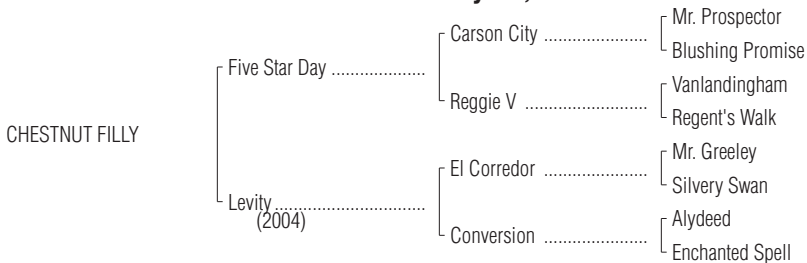 Mr. Prospector
Carson City ....................
Blushing Promise
Five Star Day ....................
Vanlandingham
Reggie V ........................
Regent's Walk
CHESTNUT FILLY
Mr. Greeley
El Corredor ......................
Silvery Swan
Levity ................................
(2004)
Alydeed
Conversion ......................
Enchanted Spell